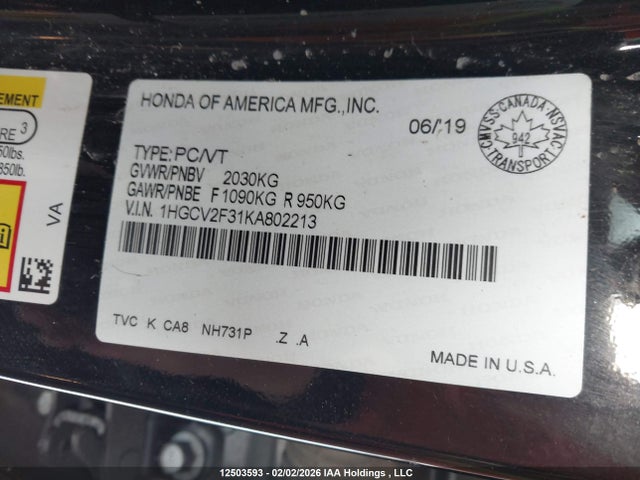 EMENT
RE 3
50lbs.
850lb.
VA
HONDA OF AMERICA MFG.,INC.
06/'19
CMVSS·CANADA·NSVAC
942
TRANSPORT
TYPE:PC/VT
GVWR/PNBV 2030KG
GAWR/PNBE F 1090KG R 950KG
V.I.N. 1HGCV2F31KA802213
TVC K CA8 NH731P .Z .A
MADE IN U.S.A.
12503593 - 02/02/2026 IAA Holdings , LLC